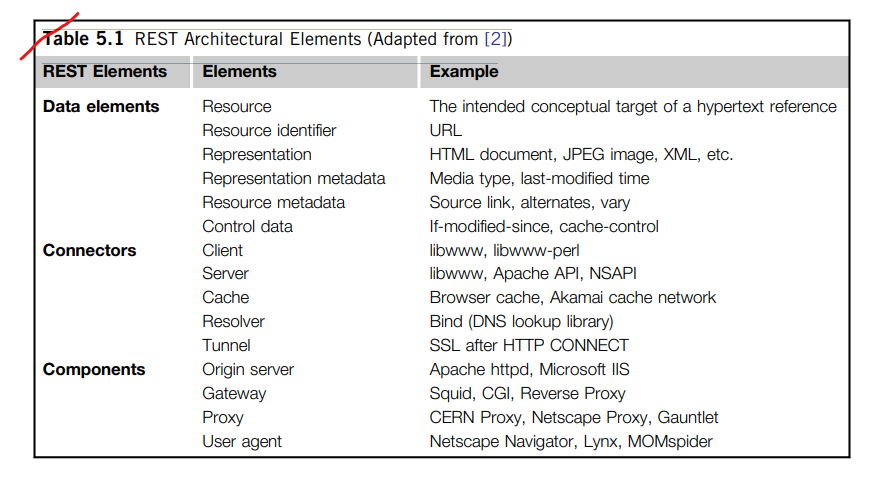 Table 5.1 REST Architectural Elements (Adapted from [2])
REST Elements Elements Example
Data elements Resource The intended conceptual target of a hypertext reference
Resource identifier URL
Representation HTML document, JPEG image, XML, etc.
Representation metadata Media type, last-modified time
Resource metadata Source link, alternates, vary
Control data If-modified-since, cache-control
Connectors Client libwww, libwww-perl
Server libwww, Apache API, NSAPI
Cache Browser cache, Akamai cache network
Resolver Bind (DNS lookup library)
Tunnel SSL after HTTP CONNECT
Components Origin server Apache httpd, Microsoft IIS
Gateway Squid, CGI, Reverse Proxy
Proxy CERN Proxy, Netscape Proxy, Gauntlet
User agent Netscape Navigator, Lynx, MOMspider